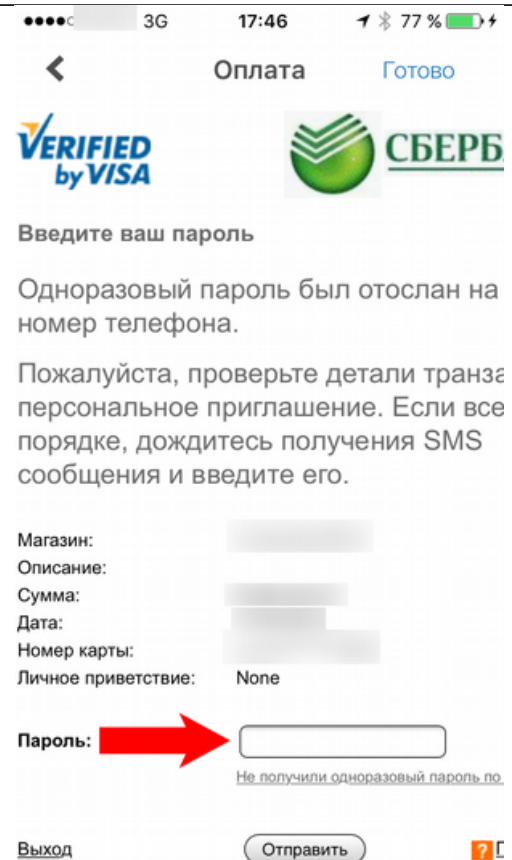 3G 17:46 77 %
Оплата Готово
VERIFIED
by VISA
СБЕРБ
Введите ваш пароль
Одноразовый пароль был отослан на
номер телефона.
Пожалуйста, проверьте детали транза
персональное приглашение. Если все
порядке, дождитесь получения SMS
сообщения и введите его.
Магазин:
Описание:
Сумма:
Дата:
Номер карты:
Личное приветствие: None
Пароль:
Не получили одноразовый пароль по
Выход Отправить ?